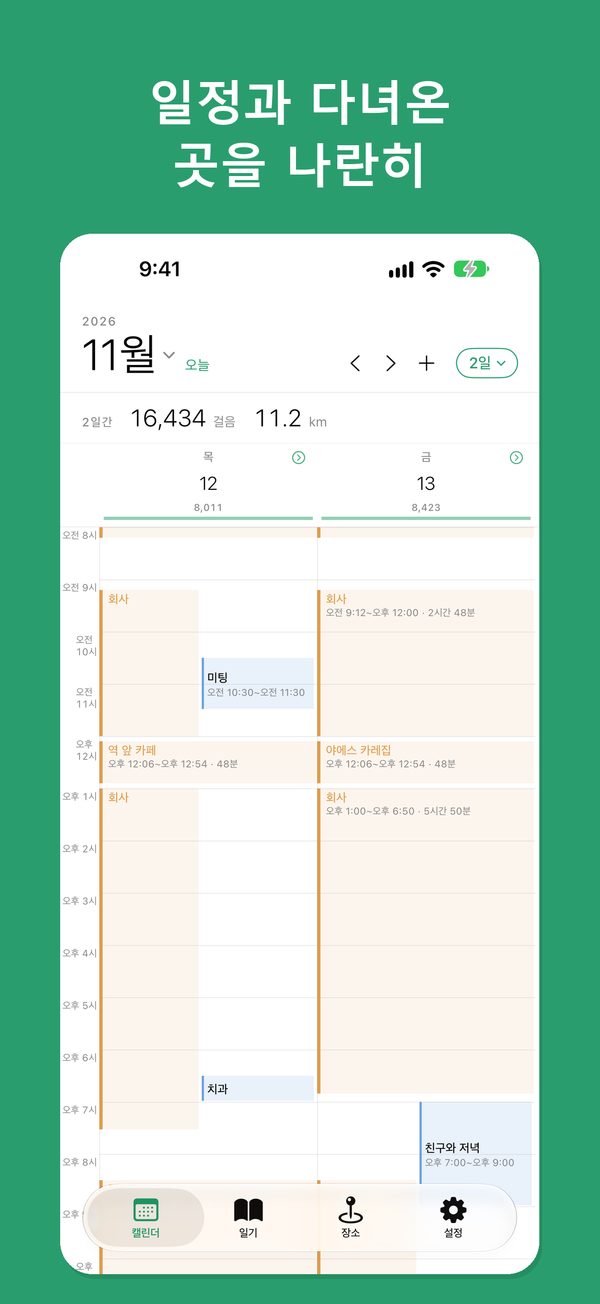 일정과 다녀온
곳을 나란히
9:41
2026
11월
오늘
2일
2일간 16,434 걸음 11.2 km
목 금
12 13
8,011 8,423
오전 8시
오전 9시
회사
회사
오전 9:12~오후 12:00 · 2시간 48분
오전
10시
미팅
오전 10:30~오전 11:30
오전
11시
오후
12시
역 앞 카페
오후 12:06~오후 12:54 · 48분
야메스 카레집
오후 12:06~오후 12:54 · 48분
오후 1시
회사
회사
오후 1:00~오후 6:50 · 5시간 50분
오후 2시
오후 3시
오후 4시
오후 5시
오후 6시
치과
오후 7시
친구와 저녁
오후 7:00~오후 9:00
오후 8시
오후
캘린더 일기 장소 설정
오후